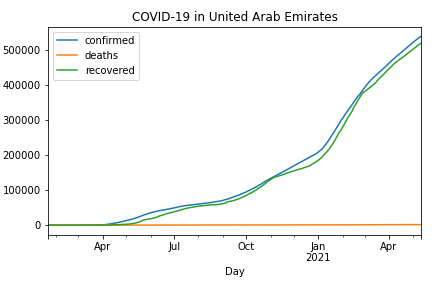 COVID-19 in United Arab Emirates
confirmed
deaths
recovered
500000
400000
300000
200000
100000
0
Apr Jul Oct Jan Apr
2021
Day